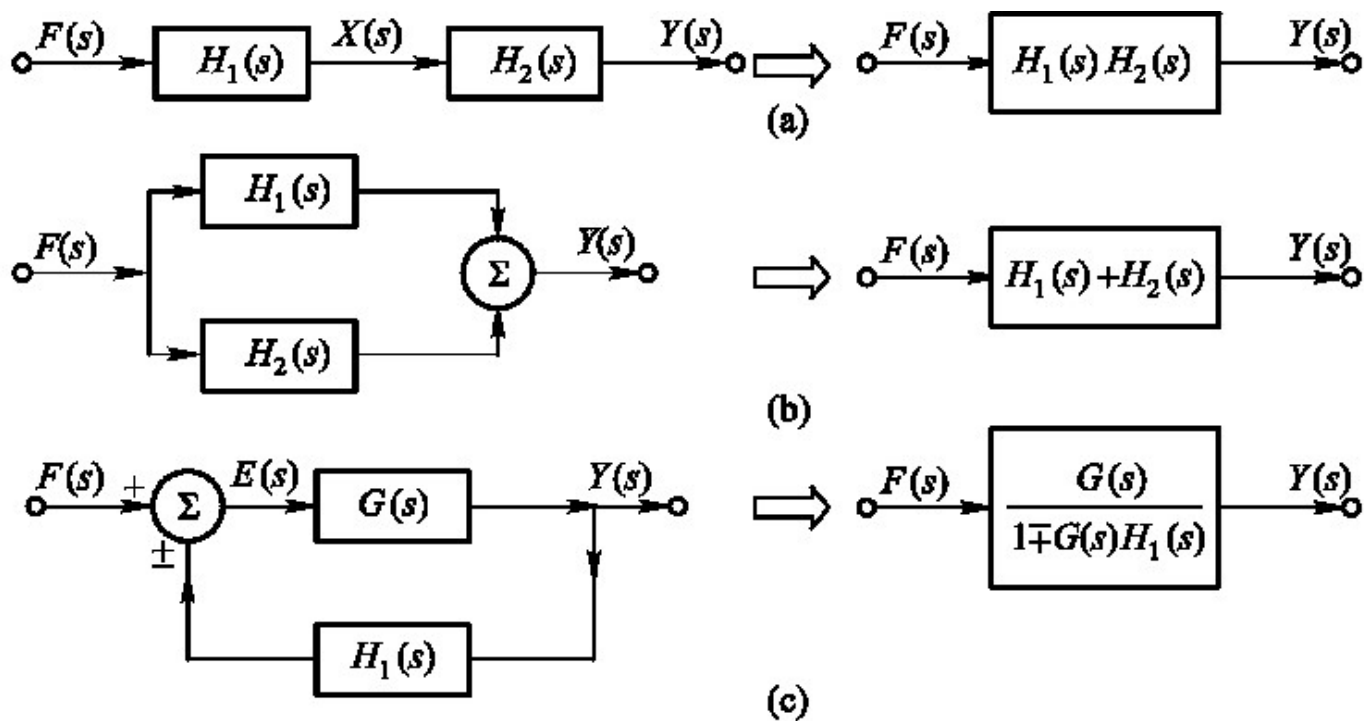 F(s) H₁(s) X(s) H₂(s) Y(s) F(s) H₁(s) H₂(s) Y(s)
(a)
H₁(s)
F(s) Σ Y(s) F(s) H₁(s)+H₂(s) Y(s)
H₂(s)
(b)
F(s) + Σ ± E(s) G(s) Y(s) F(s) G(s) Y(s)
1∓G(s)H₁(s)
H₁(s)
(c)